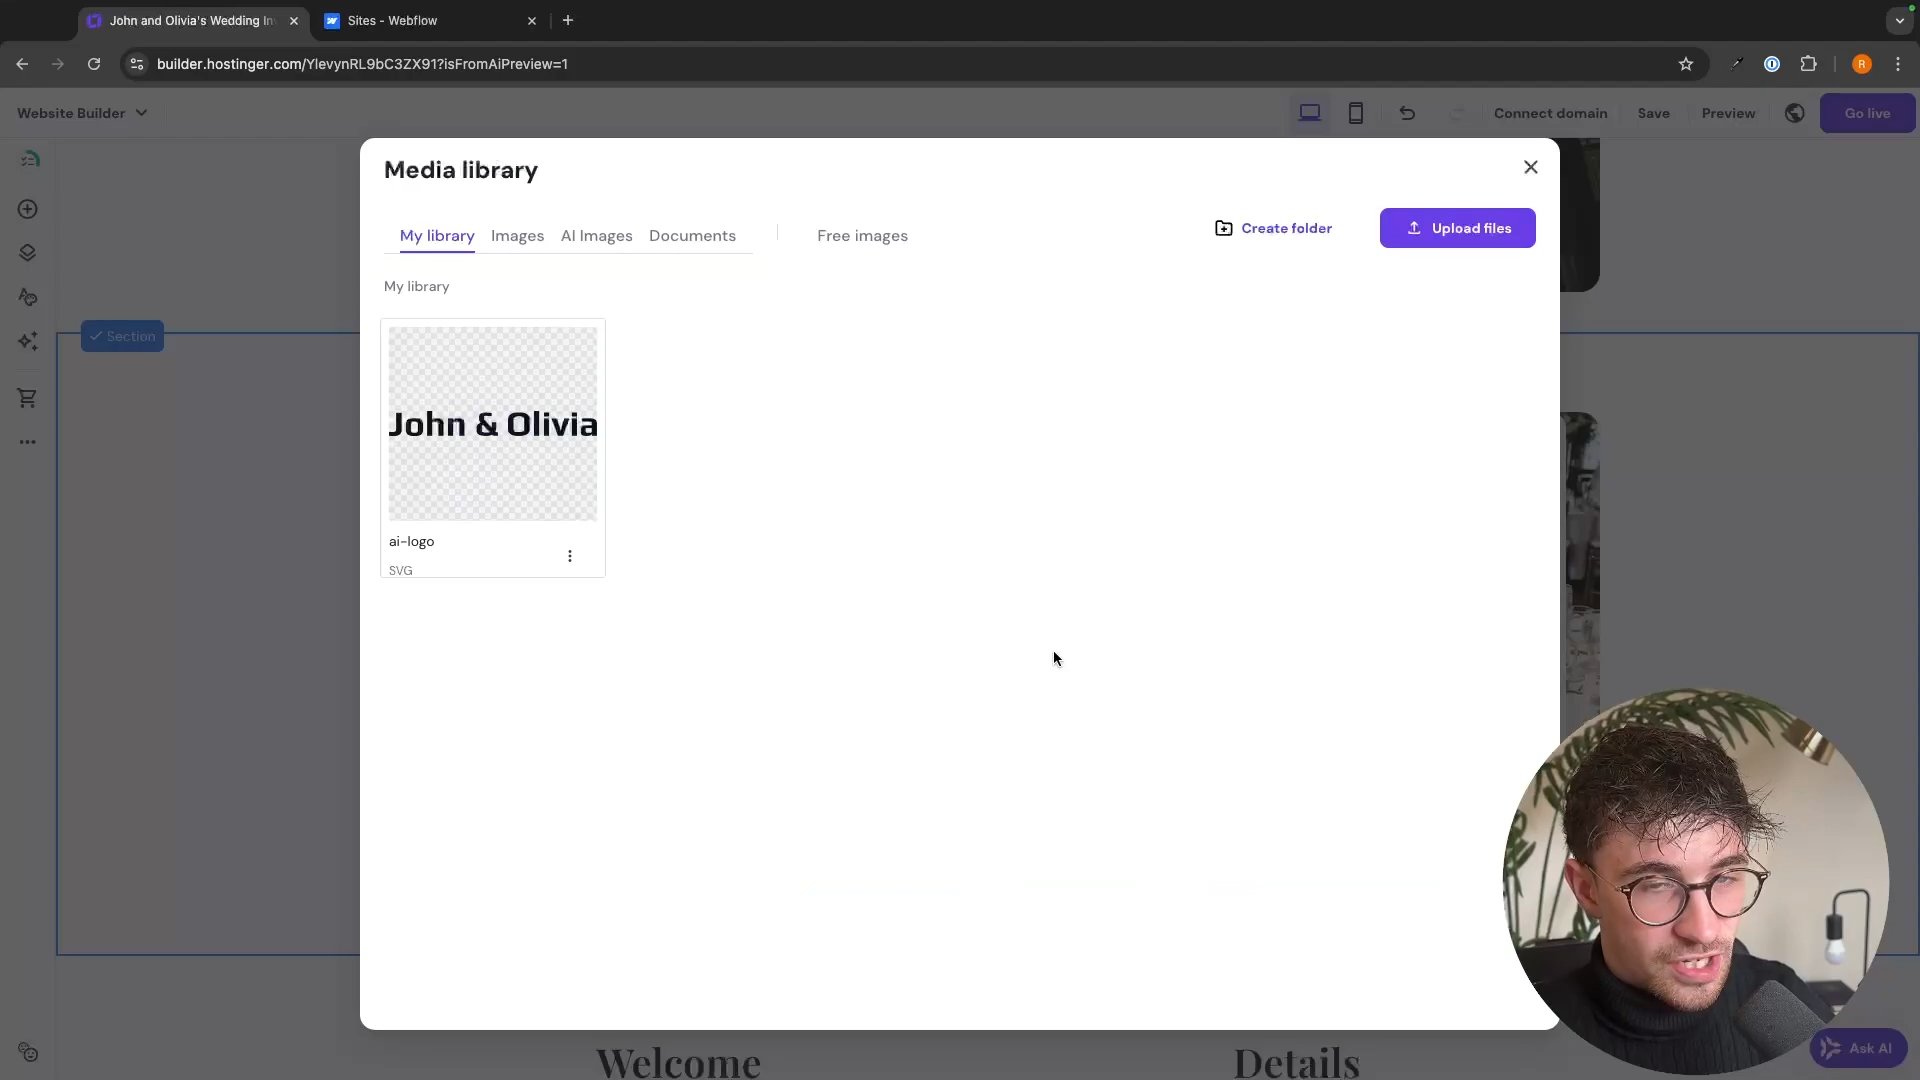 John and Olivia's Wedding Inv
Sites - Webflow
builder.hostinger.com/YlevynRL9bC3ZX91?isFromAiPreview=1
R
Website Builder
Connect domain
Save
Preview
Go live
Media library
My library
Images
AI Images
Documents
Free images
Create folder
Upload files
My library
Section
John & Olivia
ai-logo
SVG
Welcome
Details
Ask AI